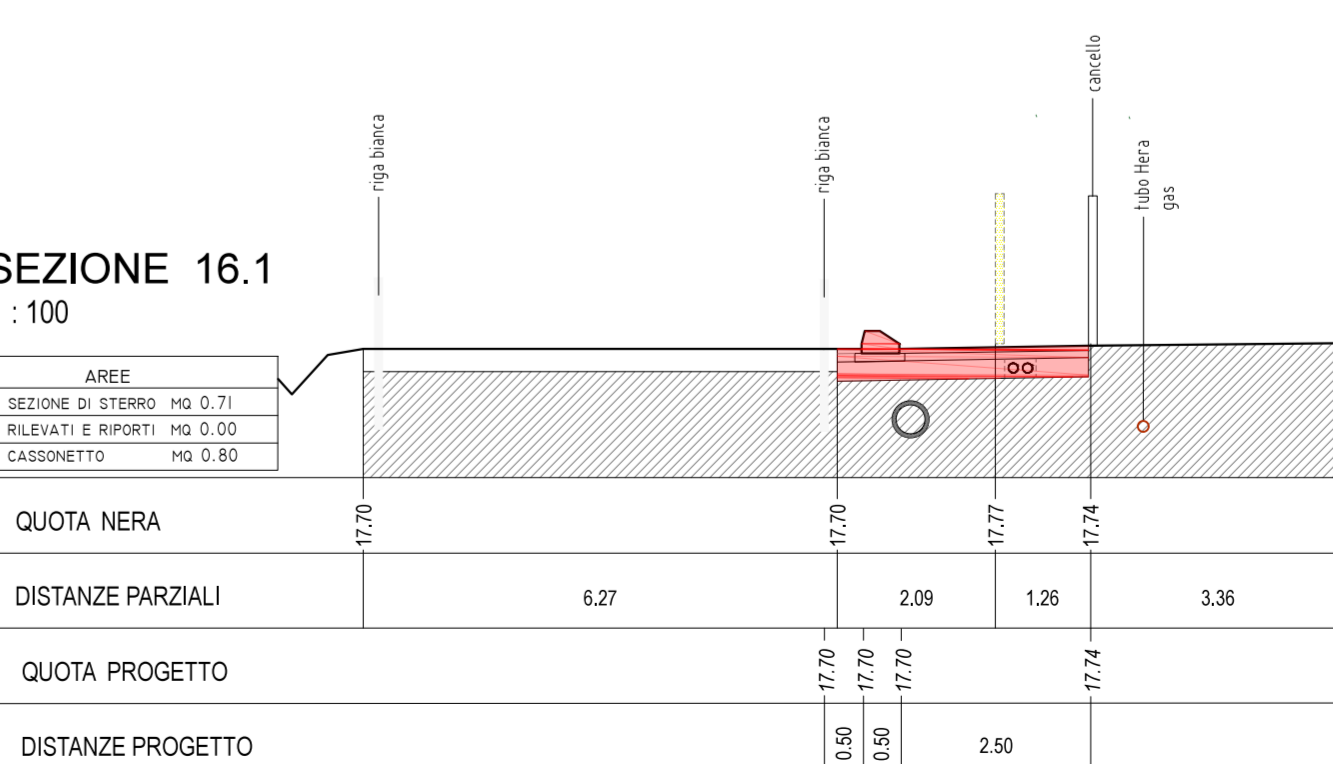 cancello
riga bianca
riga bianca
tubo Hera
gas
SEZIONE 16.1
: 100
AREE
SEZIONE DI STERRO MQ 0.71
RILEVATI E RIPORTI MQ 0.00
CASSONETTO MQ 0.80
QUOTA NERA 17.70 17.70 17.77 17.74
DISTANZE PARZIALI 6.27 2.09 1.26 3.36
QUOTA PROGETTO 17.70 17.70 17.70 17.74
DISTANZE PROGETTO 0.50 0.50 2.50